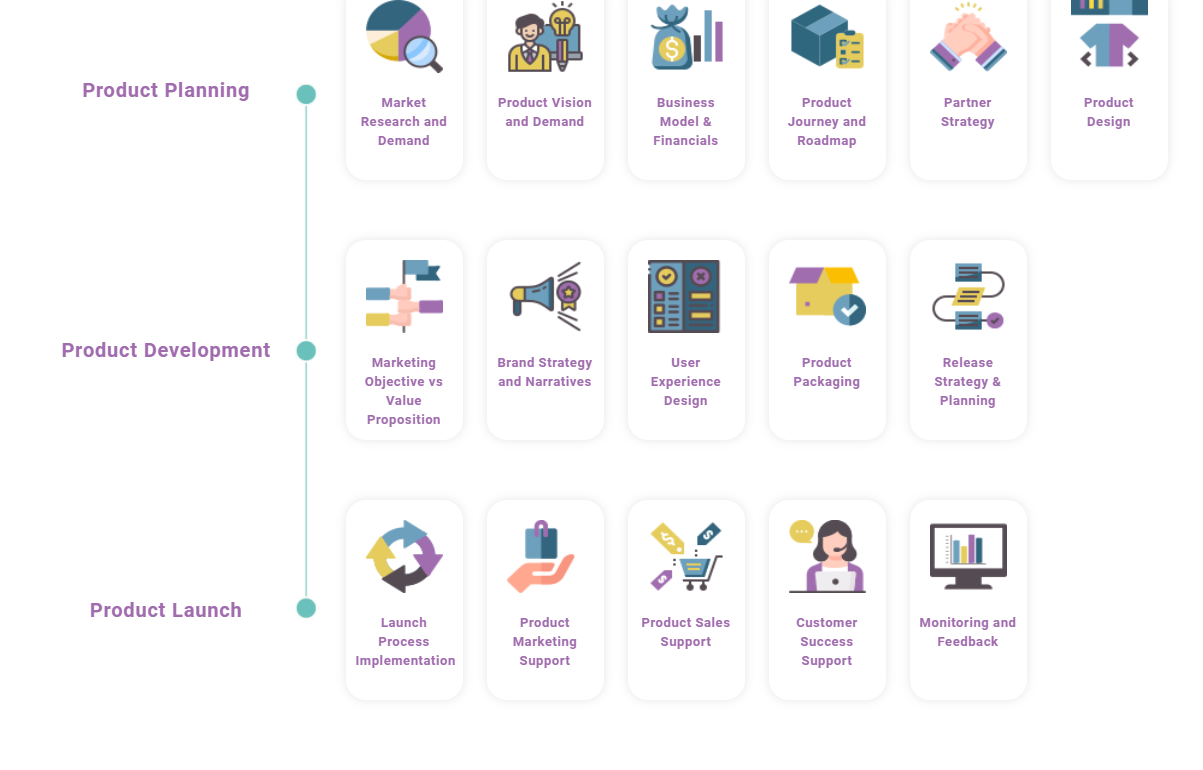 Product Planning
Market
Research and
Demand
Product Vision
and Demand
Business
Model &
Financials
Product
Journey and
Roadmap
Partner
Strategy
Product
Design
Product Development
Marketing
Objective vs
Value
Proposition
Brand Strategy
and Narratives
User
Experience
Design
Product
Packaging
Release
Strategy &
Planning
Product Launch
Launch
Process
Implementation
Product
Marketing
Support
Product Sales
Support
Customer
Success
Support
Monitoring and
Feedback